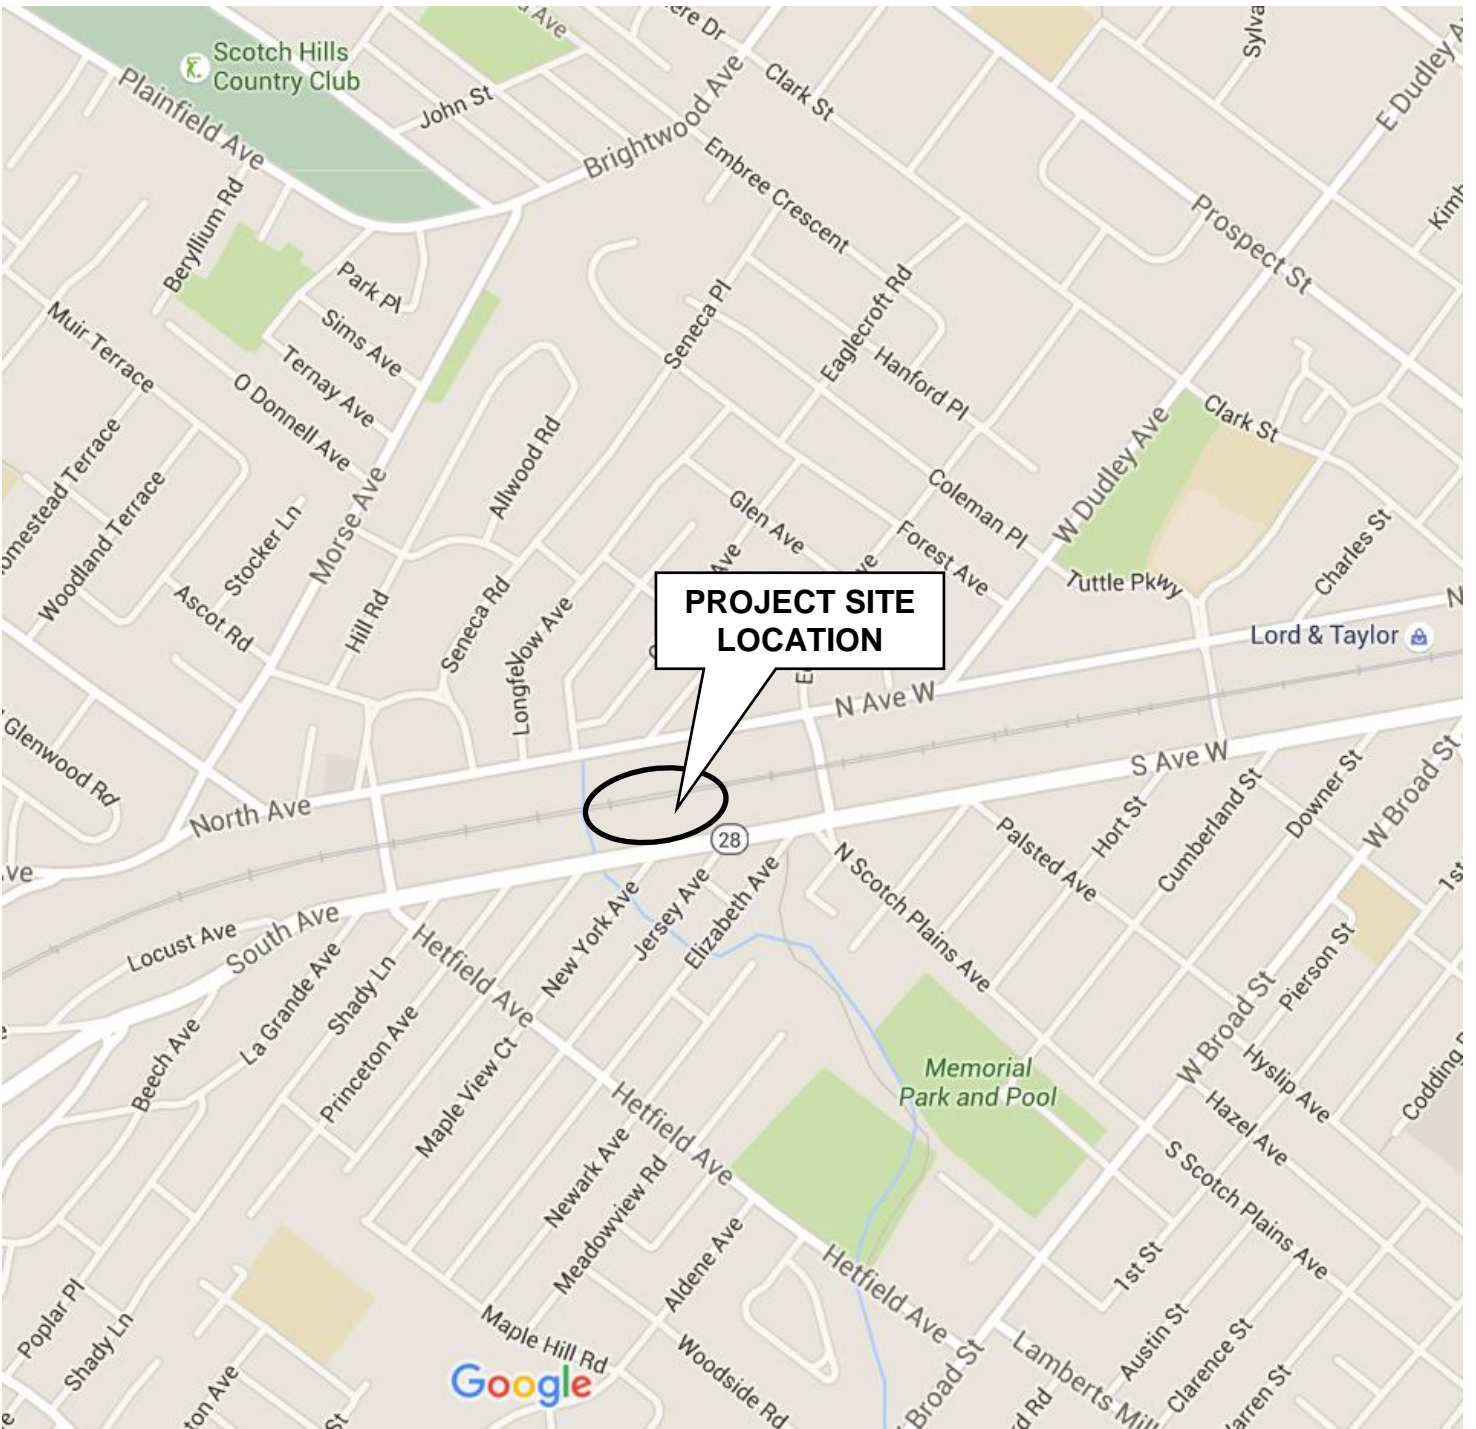 Scotch Hills
Country Club
Plainfield Ave
John St
Brightwood Ave
Clark St
E Dudley
Embree Crescent
Prospect St
Beryllium Rd
Park Pl
Sims Ave
Ternay Ave
O Donnell Ave
Muir Terrace
Seneca Pl
Eaglecroft Rd
Hanford Pl
Clark St
W Dudley Ave
Allwood Rd
Woodland Terrace
Stocker Ln
Morse Ave
Glen Ave
Coleman Pl
Forest Ave
Charles St
Tuttle Pkwy
Ascot Rd
Hill Rd
Seneca Rd
Longfellow Ave
PROJECT SITE
LOCATION
Lord & Taylor
N Ave W
S Ave W
Glenwood Rd
North Ave
28
Palsted Ave
Hort St
Cumberland St
Downer St
W Broad St
N Scotch Plains Ave
Locust Ave
South Ave
Hetfield Ave
New York Ave
Jersey Ave
Elizabeth Ave
Pierson St
Beech Ave
La Grande Ave
Shady Ln
Princeton Ave
Maple View Ct
W Broad St
Memorial
Park and Pool
Hyslip Ave
Hazel Ave
S Scotch Plains Ave
Hetfield Ave
Newark Ave
Meadowview Rd
Aldene Ave
1st St
Hetfield Ave
Poplar Pl
Shady Ln
Maple Hill Rd
Woodside Rd
Austin St
Clarence St
Lamberts Mill
Broad St
Google